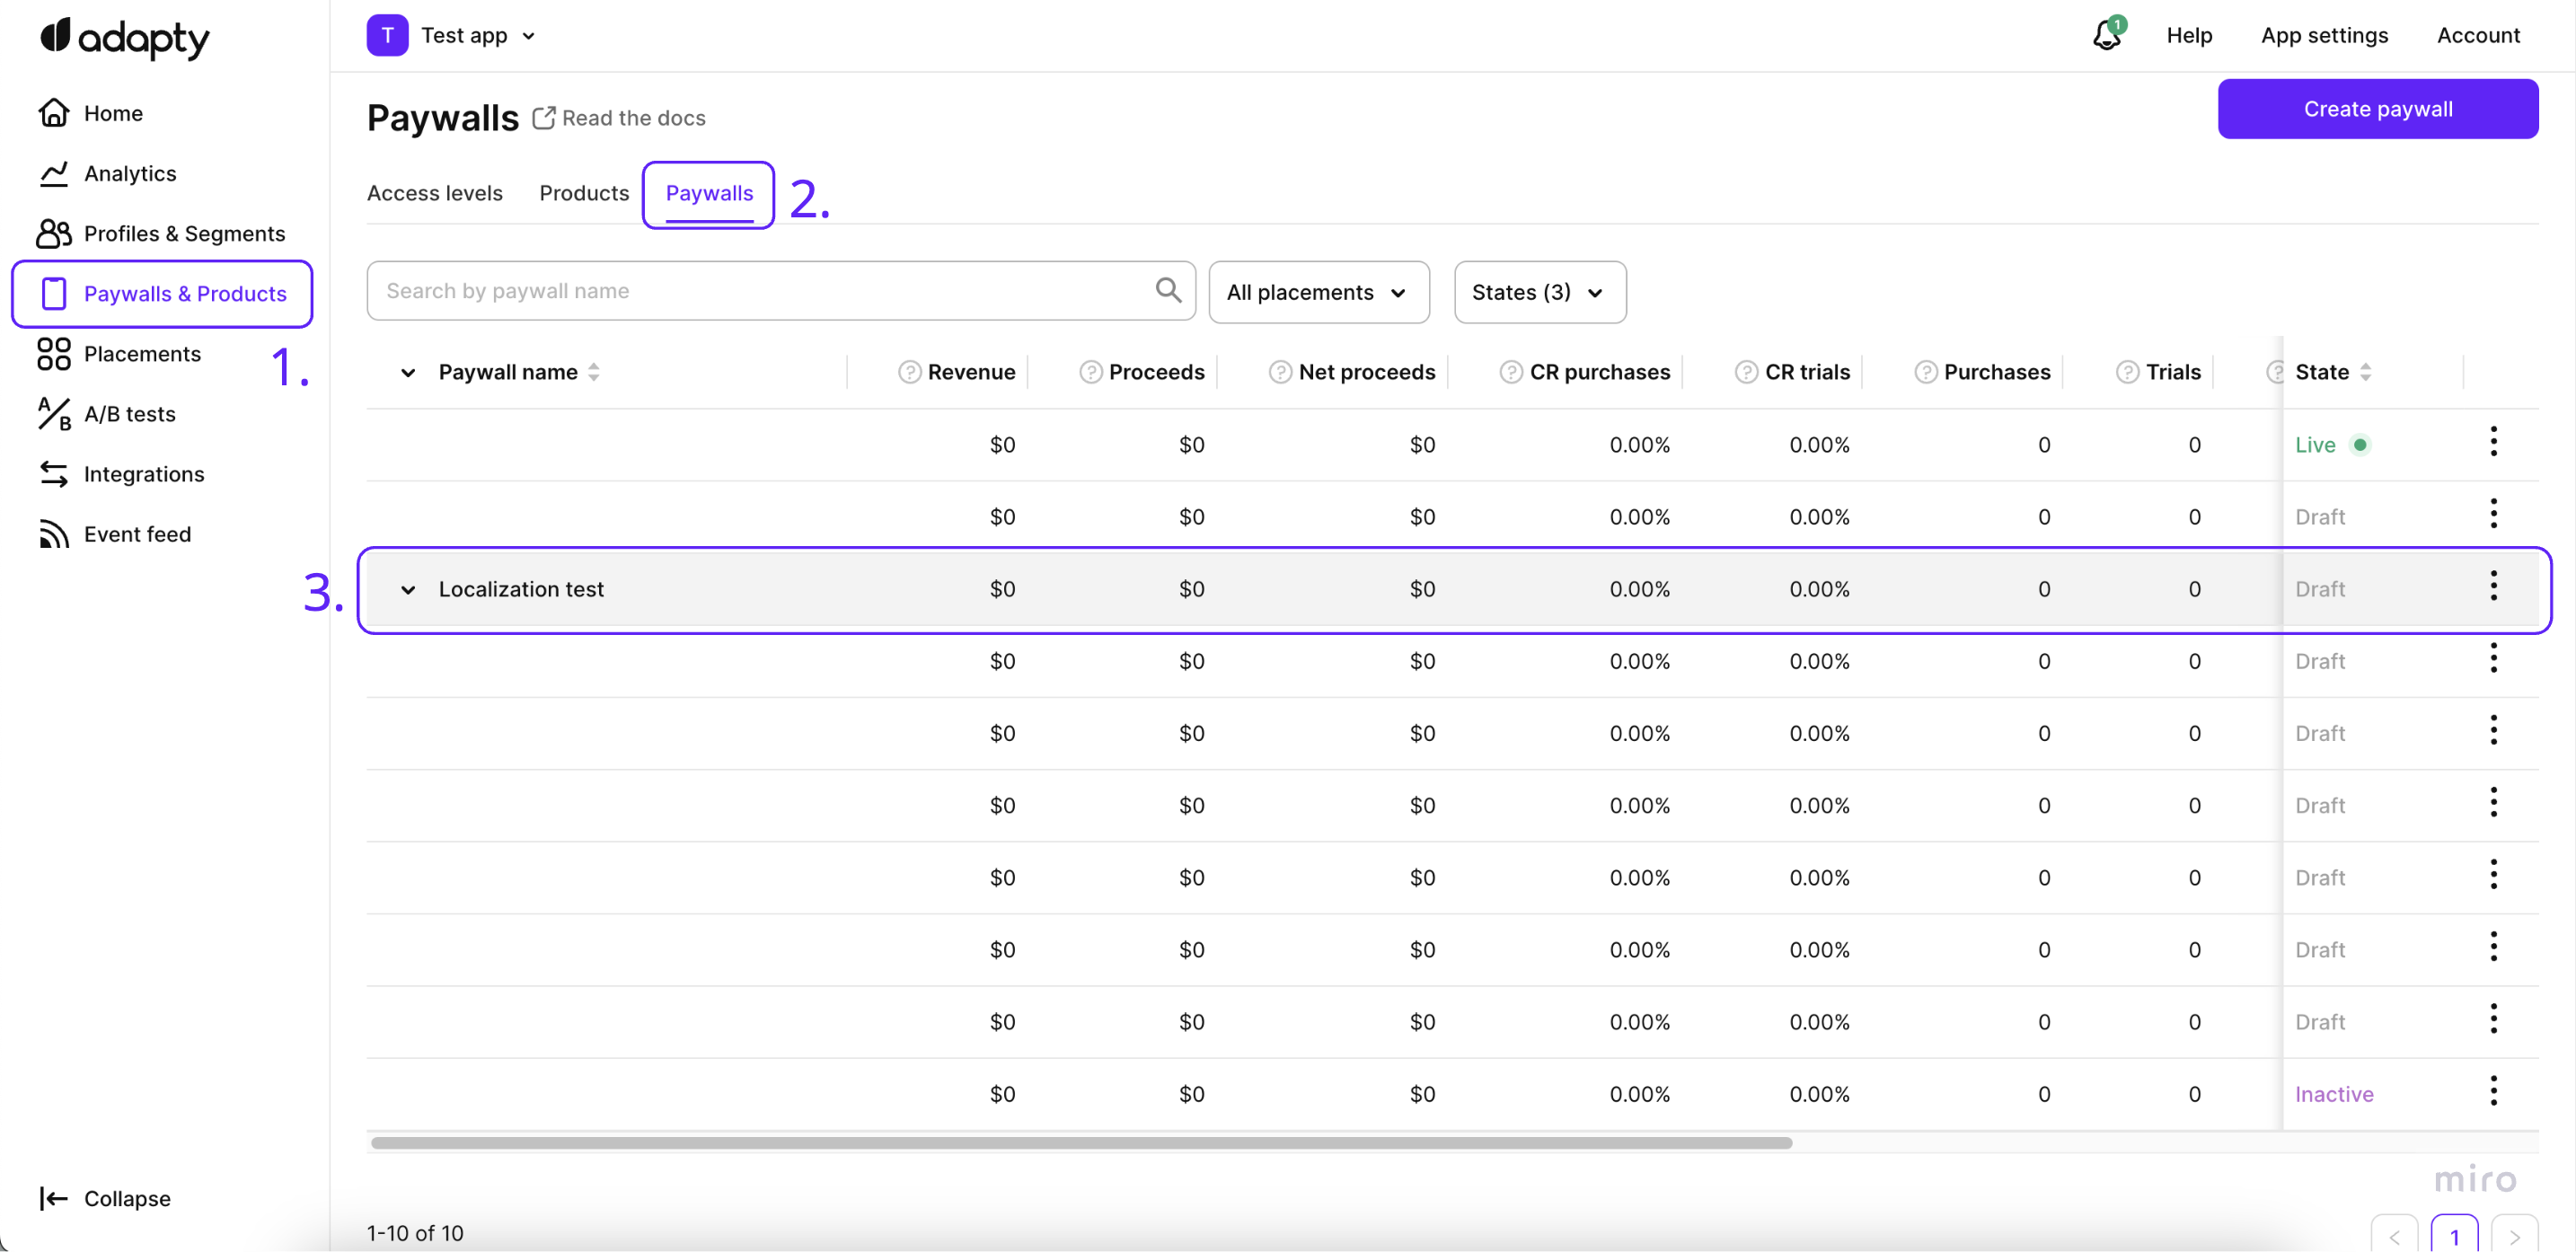 adapty
T Test app
1
Help App settings Account
Home
Analytics
Profiles & Segments
Paywalls & Products
1.
Placements
A/B tests
Integrations
Event feed
Collapse
Paywalls Read the docs
Create paywall
Access levels Products Paywalls 2.
Search by paywall name All placements States (3)
Paywall name ? Revenue ? Proceeds ? Net proceeds ? CR purchases ? CR trials ? Purchases ? Trials ? State
$0 $0 $0 0.00% 0.00% 0 0 Live
$0 $0 $0 0.00% 0.00% 0 0 Draft
3. Localization test $0 $0 $0 0.00% 0.00% 0 0 Draft
$0 $0 $0 0.00% 0.00% 0 0 Draft
$0 $0 $0 0.00% 0.00% 0 0 Draft
$0 $0 $0 0.00% 0.00% 0 0 Draft
$0 $0 $0 0.00% 0.00% 0 0 Draft
$0 $0 $0 0.00% 0.00% 0 0 Draft
$0 $0 $0 0.00% 0.00% 0 0 Draft
$0 $0 $0 0.00% 0.00% 0 0 Inactive
miro
1-10 of 10
< 1 >